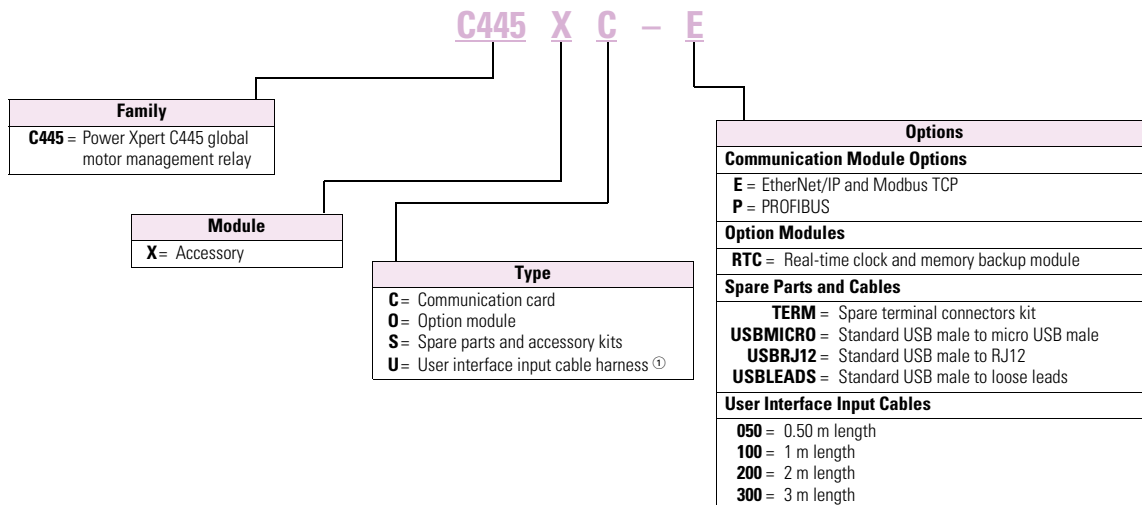 C445 X C – E
Family
C445 = Power Xpert C445 global
motor management relay
Module
X = Accessory
Type
C = Communication card
O = Option module
S = Spare parts and accessory kits
U = User interface input cable harness ①
Options
Communication Module Options
E = EtherNet/IP and Modbus TCP
P = PROFIBUS
Option Modules
RTC = Real-time clock and memory backup module
Spare Parts and Cables
TERM = Spare terminal connectors kit
USBMICRO = Standard USB male to micro USB male
USBRJ12 = Standard USB male to RJ12
USBLEADS = Standard USB male to loose leads
User Interface Input Cables
050 = 0.50 m length
100 = 1 m length
200 = 2 m length
300 = 3 m length